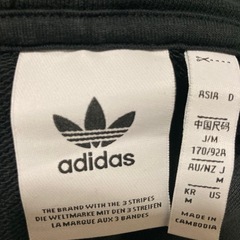 adidas
THE BRAND WITH THE 3 STRIPES
DIE WELTMARKE MIT DEN 3 STREIFEN
LA MARQUE AUX 3 BANDES
ASIA D
中国尺码
J/M
170/92A
AU/NZ J
M
KR US
M
MADE IN
CAMBODIA